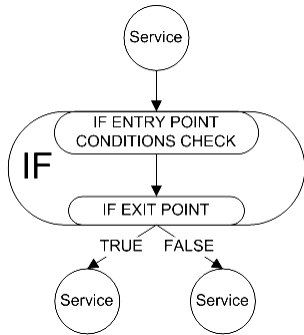 Service
IF ENTRY POINT
CONDITIONS CHECK
IF
IF EXIT POINT
TRUE FALSE
Service Service